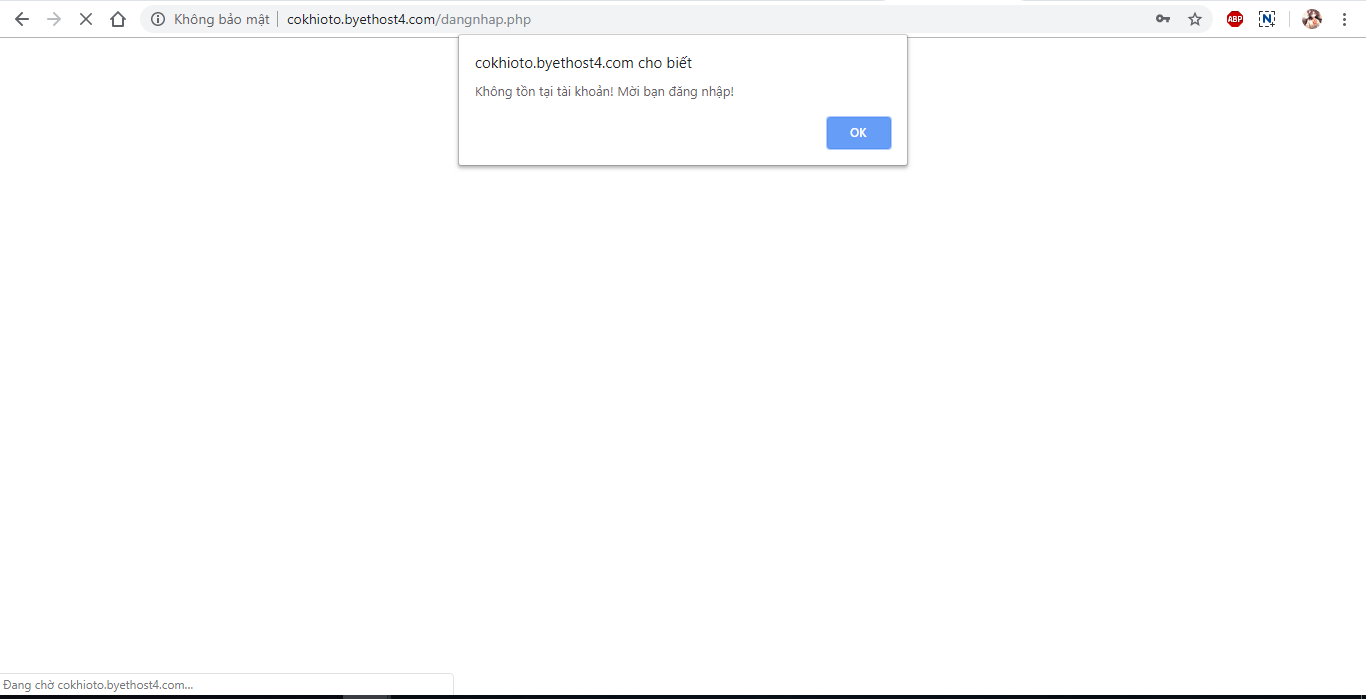 Không bảo mật | cokhioto.byethost4.com/dangnhap.php
ABP
N
cokhioto.byethost4.com cho biết
Không tồn tại tài khoản! Mời bạn đăng nhập!
OK
Đang chờ cokhioto.byethost4.com...